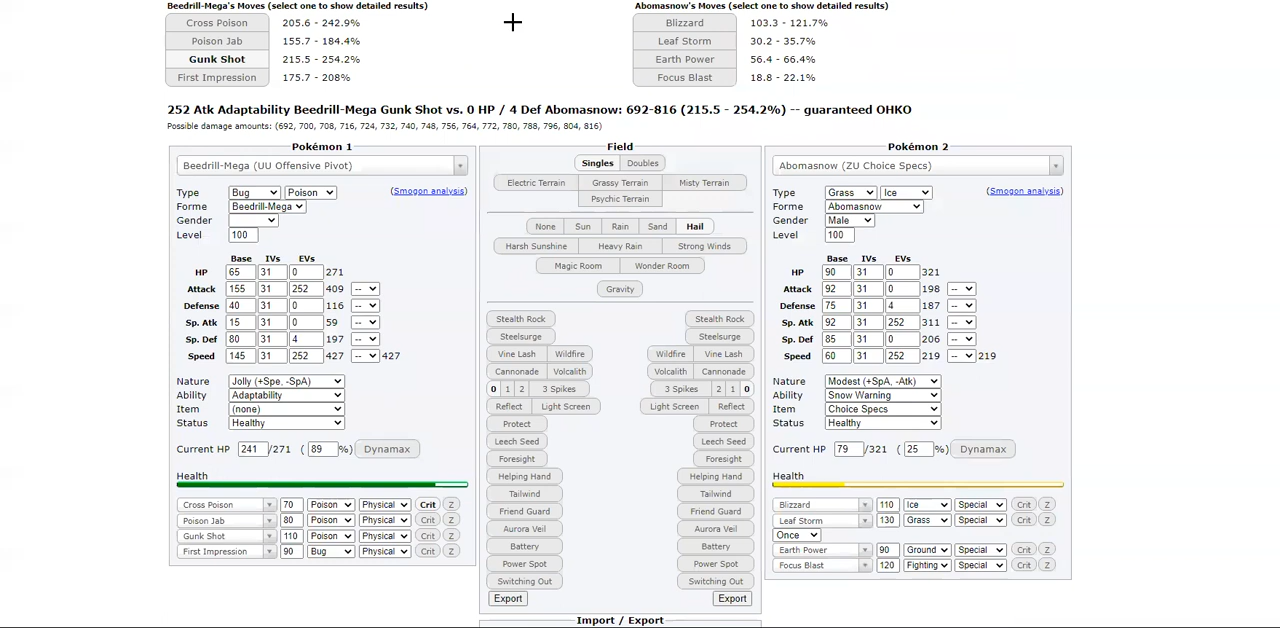 Beedrill-Mega's Moves (select one to show detailed results)
Abomasnow's Moves (select one to show detailed results)
Cross Poison 205.6 - 242.9%
Blizzard 103.3 - 121.7%
Poison Jab 155.7 - 184.4%
Leaf Storm 30.2 - 35.7%
Gunk Shot 215.5 - 254.2%
Earth Power 56.4 - 66.4%
First Impression 175.7 - 208%
Focus Blast 18.8 - 22.1%
252 Atk Adaptability Beedrill-Mega Gunk Shot vs. 0 HP / 4 Def Abomasnow: 692-816 (215.5 - 254.2%) -- guaranteed OHKO
Possible damage amounts: (692, 700, 708, 716, 724, 732, 740, 748, 756, 764, 772, 780, 788, 796, 804, 816)
Pokémon 1
Beedrill-Mega (UU Offensive Pivot)
Type Bug Poison (Smogon analysis)
Forme Beedrill-Mega
Gender
Level 100
Base IVs EVs
HP 65 31 0 271
Attack 155 31 252 409 --
Defense 40 31 0 116 --
Sp. Atk 15 31 0 59 --
Sp. Def 80 31 4 197 --
Speed 145 31 252 427 -- 427
Nature Jolly (+Spe, -SpA)
Ability Adaptability
Item (none)
Status Healthy
Current HP 241 /271 ( 89 %) Dynamax
Health
Cross Poison 70 Poison Physical Crit Z
Poison Jab 80 Poison Physical Crit Z
Gunk Shot 110 Poison Physical Crit Z
First Impression 90 Bug Physical Crit Z
Field
Singles Doubles
Electric Terrain Grassy Terrain Misty Terrain
Psychic Terrain
None Sun Rain Sand Hail
Harsh Sunshine Heavy Rain Strong Winds
Magic Room Wonder Room
Gravity
Stealth Rock Stealth Rock
Steelsurge Steelsurge
Vine Lash Wildfire Wildfire Vine Lash
Cannonade Volcalith Volcalith Cannonade
0 1 2 3 Spikes 3 Spikes 2 1 0
Reflect Light Screen Light Screen Reflect
Protect Protect
Leech Seed Leech Seed
Foresight Foresight
Helping Hand Helping Hand
Tailwind Tailwind
Friend Guard Friend Guard
Aurora Veil Aurora Veil
Battery Battery
Power Spot Power Spot
Switching Out Switching Out
Export Export
Import / Export
Pokémon 2
Abomasnow (ZU Choice Specs)
Type Grass Ice (Smogon analysis)
Forme Abomasnow
Gender Male
Level 100
Base IVs EVs
HP 90 31 0 321
Attack 92 31 0 198 --
Defense 75 31 4 187 --
Sp. Atk 92 31 252 311 --
Sp. Def 85 31 0 206 --
Speed 60 31 252 219 -- 219
Nature Modest (+SpA, -Atk)
Ability Snow Warning
Item Choice Specs
Status Healthy
Current HP 79 /321 ( 25 %) Dynamax
Health
Blizzard 110 Ice Special Crit Z
Leaf Storm 130 Grass Special Crit Z
Once
Earth Power 90 Ground Special Crit Z
Focus Blast 120 Fighting Special Crit Z